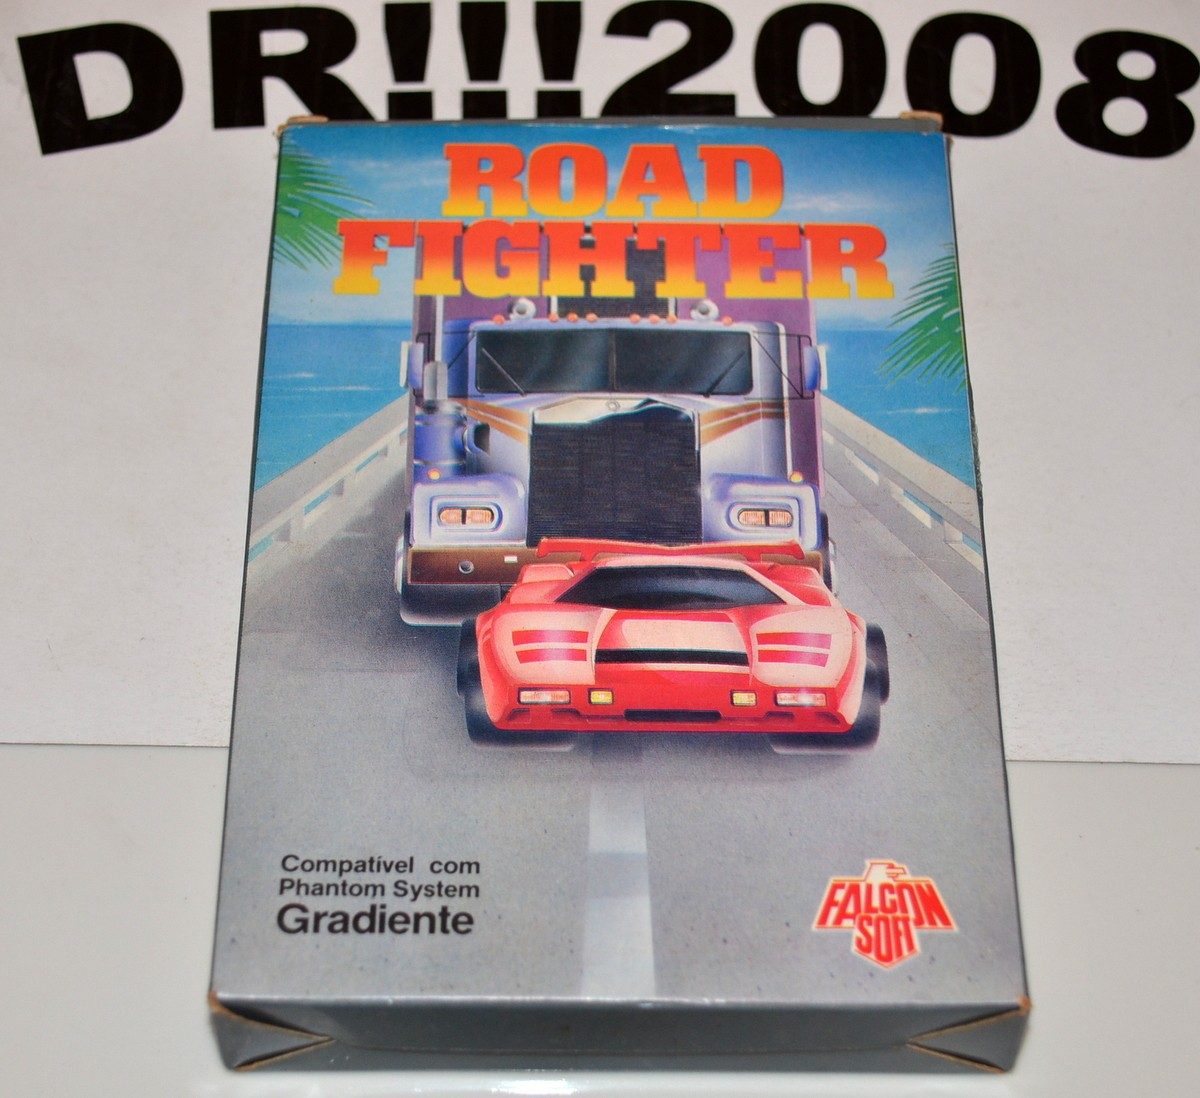 DR!!!2008
ROAD
FIGHTER
Compatível com
Phantom System
Gradiente
FALCON
SOFT